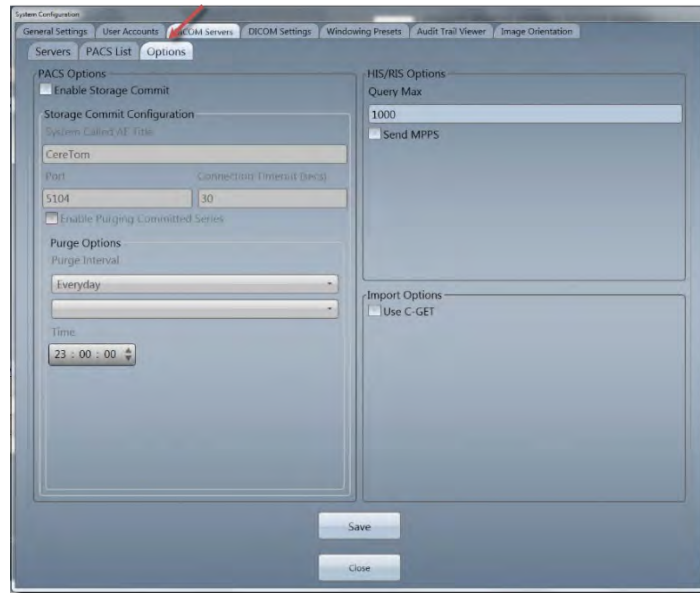 System Configuration
General Settings User Accounts DICOM Servers DICOM Settings Windowing Presets Audit Trail Viewer Image Orientation
Servers PACS List Options
PACS Options
Enable Storage Commit
Storage Commit Configuration
System Called AE Title
CereTom
Port Connection Timeout (secs)
5104 30
Enable Purging Committed Series
Purge Options
Purge Interval
Everyday
Time
23 : 00 : 00
HIS/RIS Options
Query Max
1000
Send MPPS
Import Options
Use C-GET
Save
Close